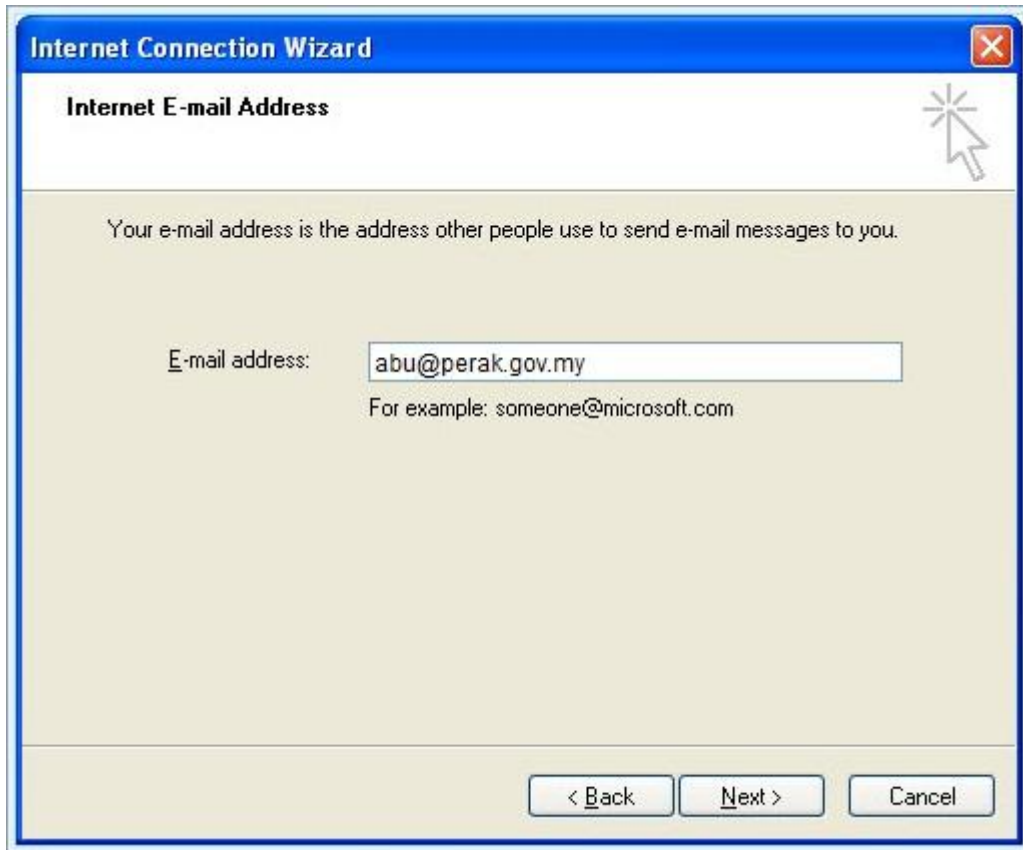 Internet Connection Wizard
Internet E-mail Address
Your e-mail address is the address other people use to send e-mail messages to you.
E-mail address: abu@perak.gov.my
For example: someone@microsoft.com
< Back Next > Cancel